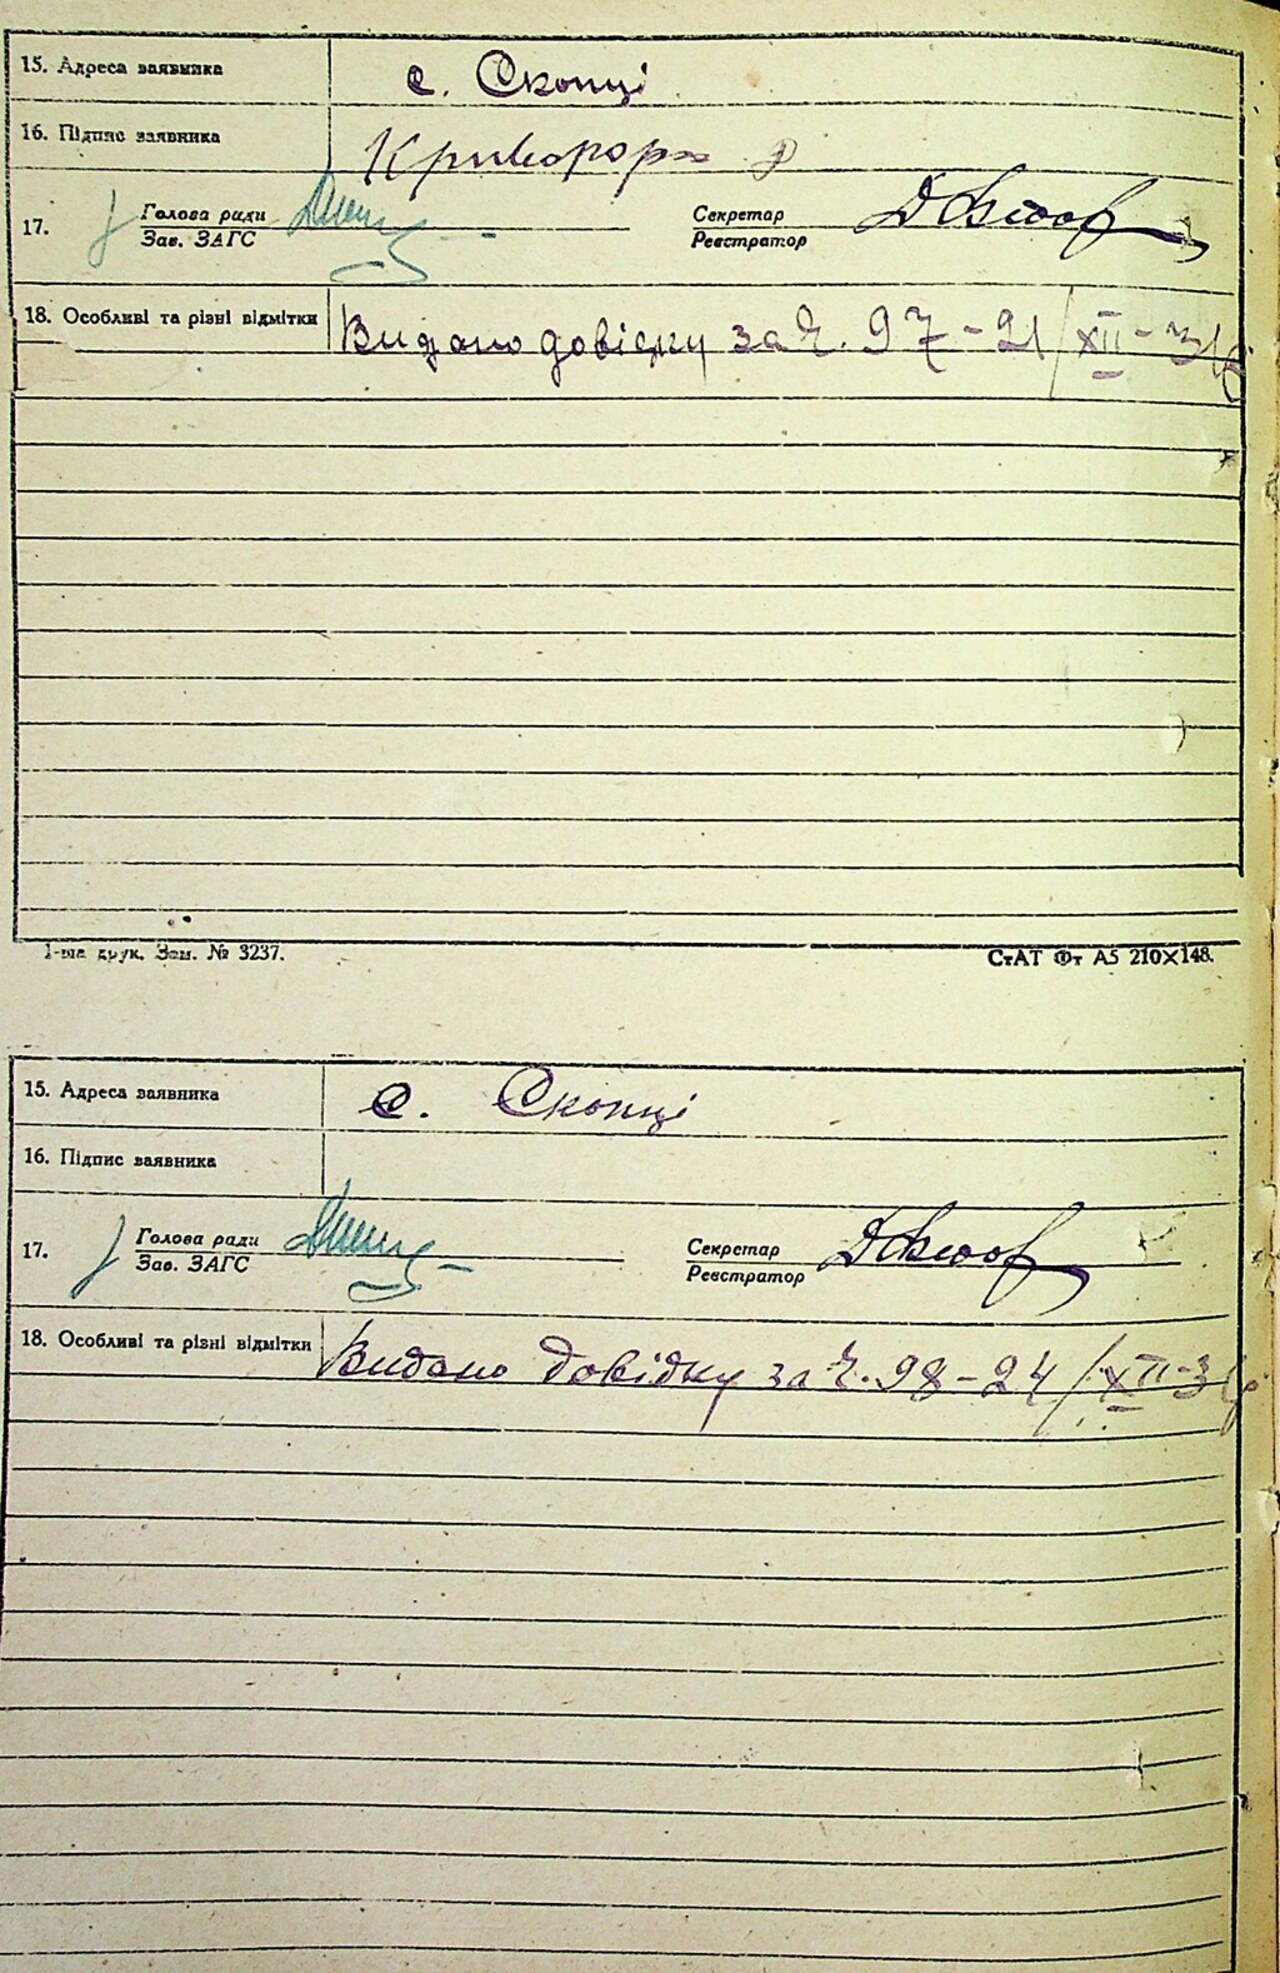 15. Адреса заявника с. Скопці
16. Підпис заявника
17. Голова ради Секретар
Зав. ЗАГС Реєстратор
18. Особливі та різні відмітки Видано довідку за ч. 97-21/XII-31р
1-ша друк. Зам. № 3237. СтАТ Фт А5 210×148.
15. Адреса заявника с. Скопці
16. Підпис заявника
17. Голова ради Секретар
Зав. ЗАГС Реєстратор
18. Особливі та різні відмітки Видано довідку за ч. 98-24/XII-31р